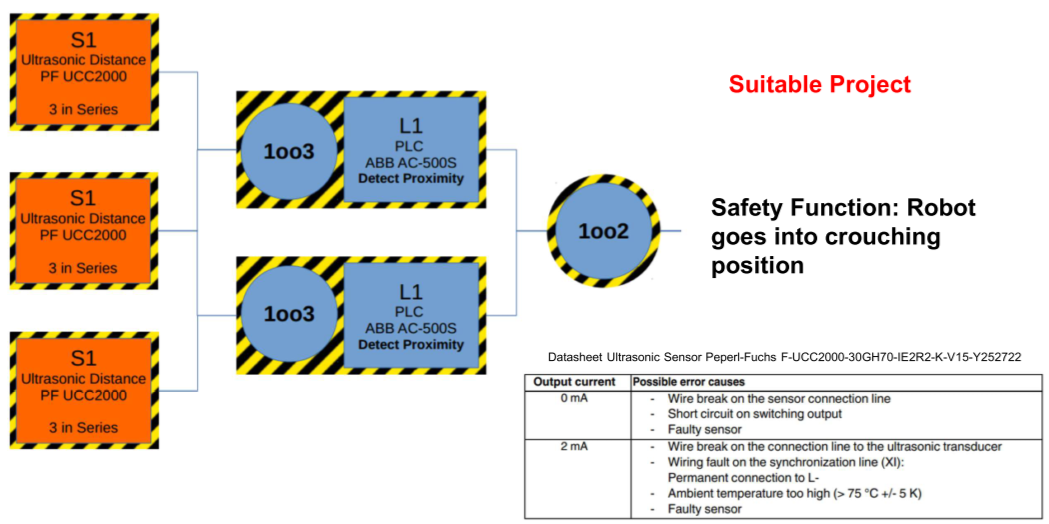 S1
Ultrasonic Distance
PF UCC2000
3 in Series
S1
Ultrasonic Distance
PF UCC2000
3 in Series
S1
Ultrasonic Distance
PF UCC2000
3 in Series
1oo3
L1
PLC
ABB AC-500S
Detect Proximity
1oo3
L1
PLC
ABB AC-500S
Detect Proximity
1oo2
Suitable Project
Safety Function: Robot
goes into crouching
position
Datasheet Ultrasonic Sensor Peperl-Fuchs F-UCC2000-30GH70-IE2R2-K-V15-Y252722
Output current Possible error causes
0 mA - Wire break on the sensor connection line
- Short circuit on switching output
- Faulty sensor
2 mA - Wire break on the connection line to the ultrasonic transducer
- Wiring fault on the synchronization line (XI):
Permanent connection to L-
- Ambient temperature too high (> 75 °C +/- 5 K)
- Faulty sensor